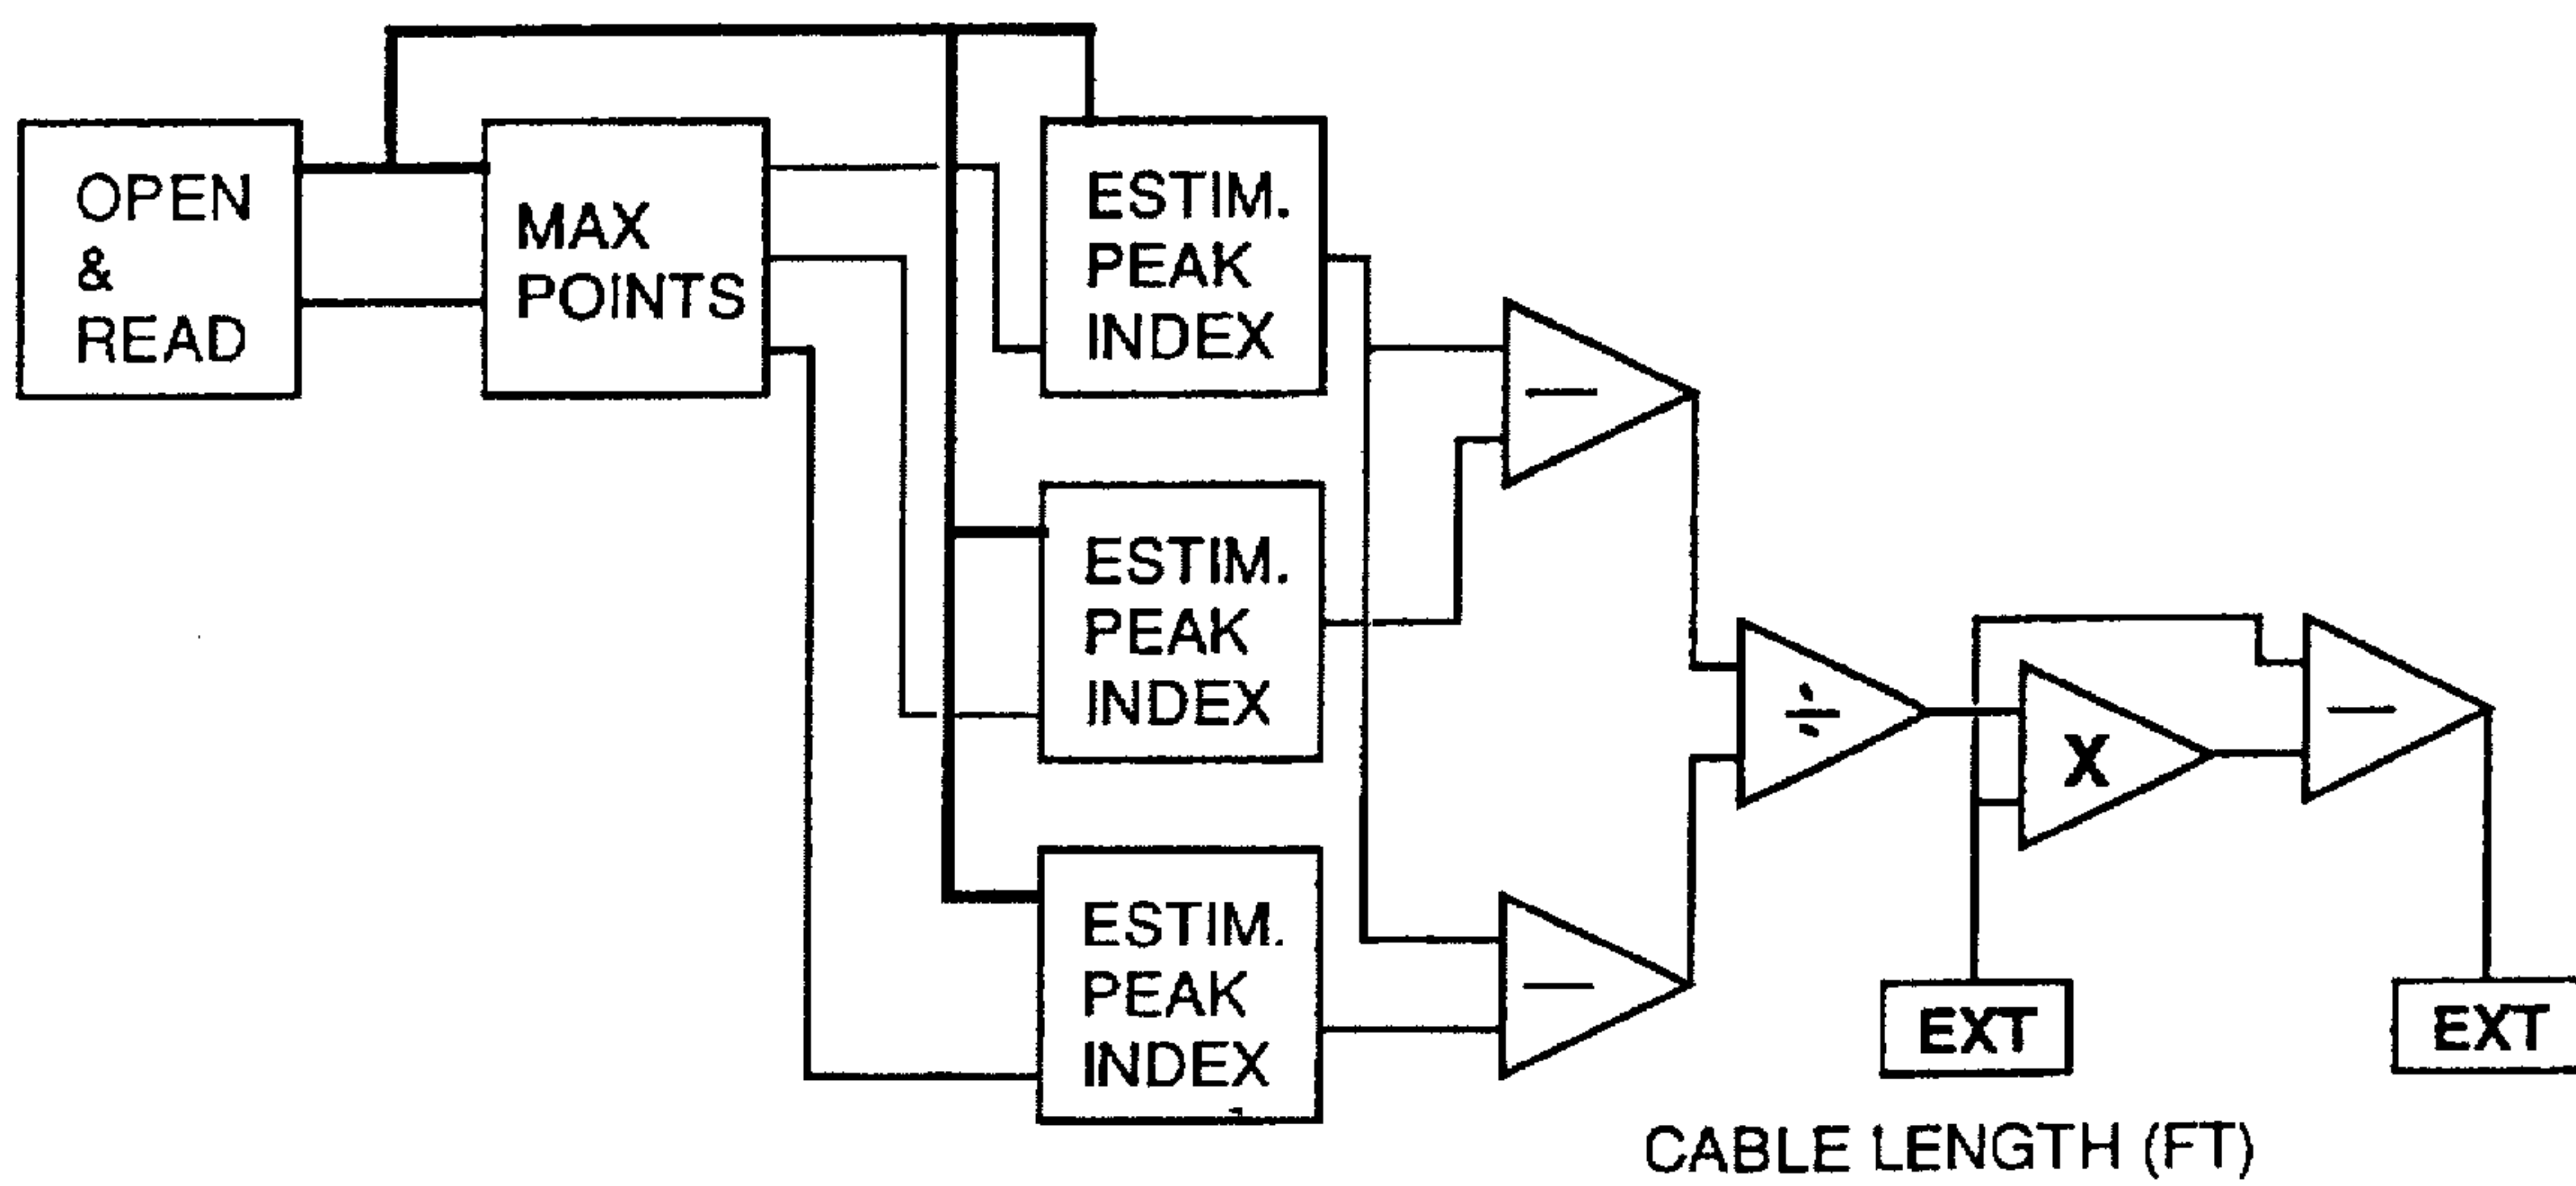 OPEN
&
READ
MAX
POINTS
ESTIM.
PEAK
INDEX
ESTIM.
PEAK
INDEX
ESTIM.
PEAK
INDEX
—
—
÷
X
—
EXT
EXT
CABLE LENGTH (FT)